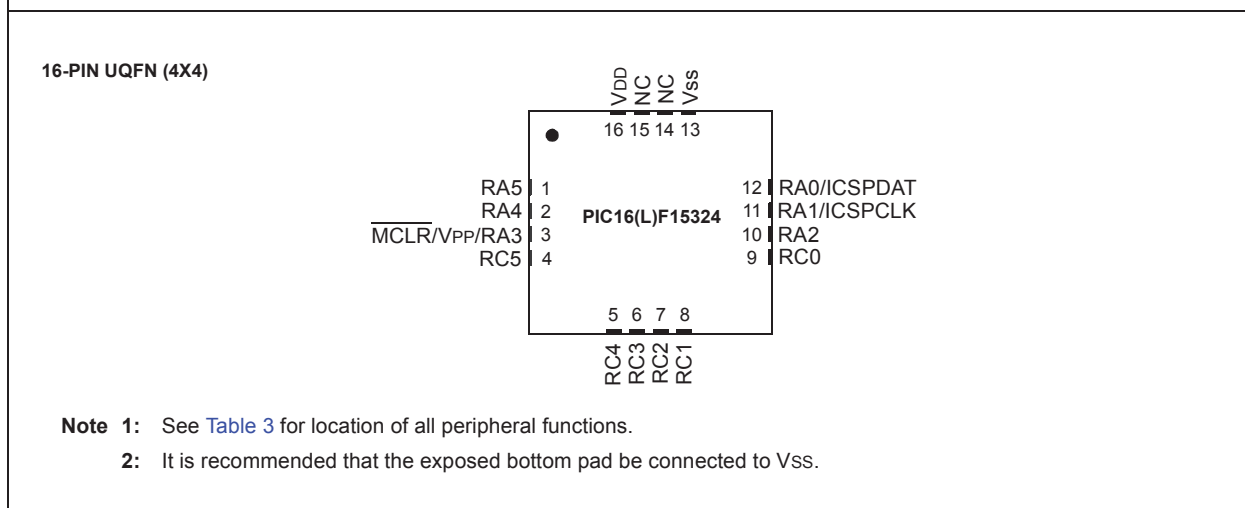 16-PIN UQFN (4X4)
VDD
NC
NC
Vss
16 15 14 13
RA5 1
RA4 2
MCLR/VPP/RA3 3
RC5 4
PIC16(L)F15324
12 RA0/ICSPDAT
11 RA1/ICSPCLK
10 RA2
9 RC0
5 6 7 8
RC4
RC3
RC2
RC1
Note 1: See Table 3 for location of all peripheral functions.
2: It is recommended that the exposed bottom pad be connected to VSS.